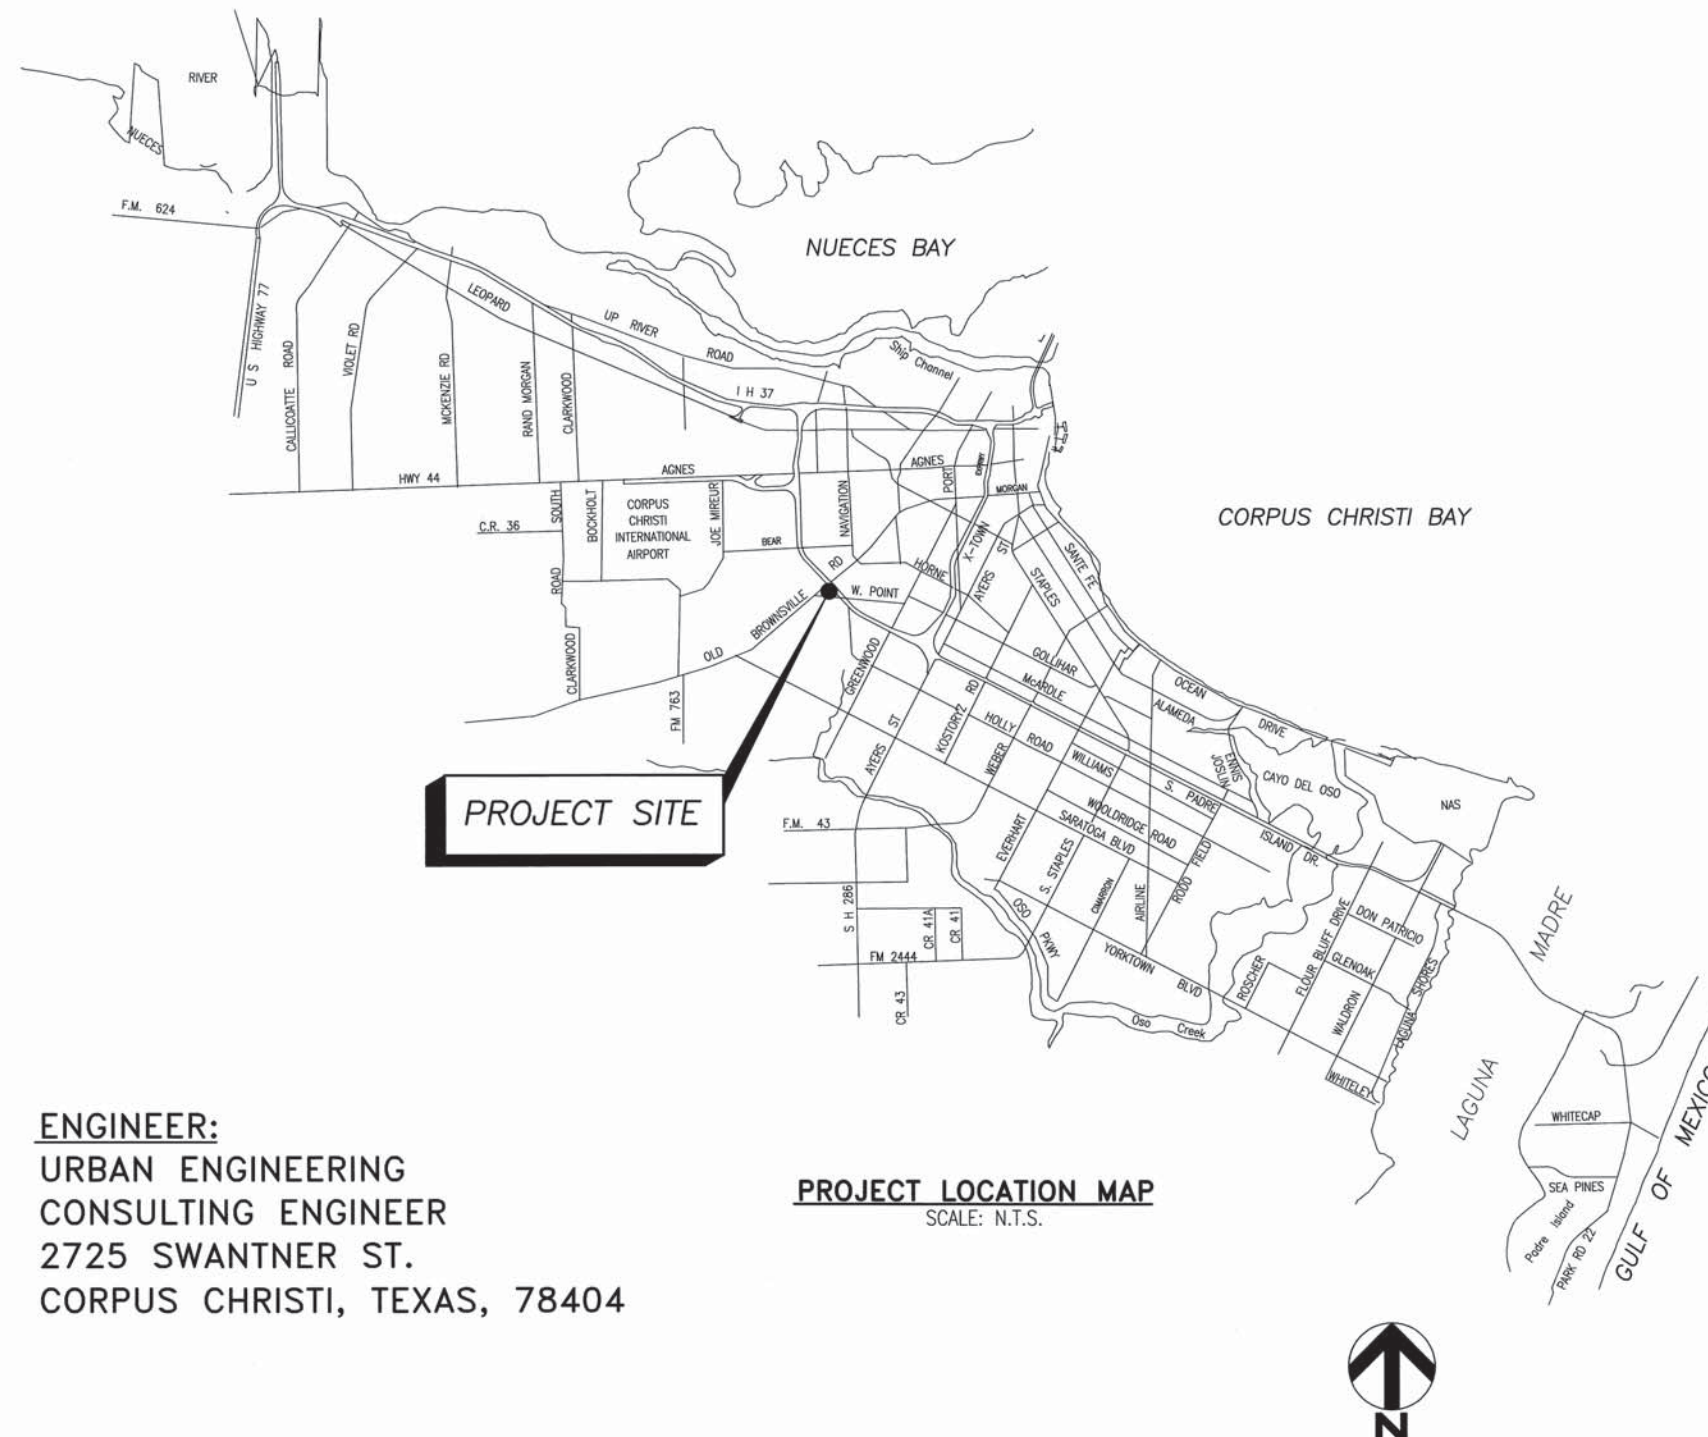 RIVER
NUECES
F.M. 624
NUECES BAY
US HIGHWAY 77
CALLICOATTE ROAD
VIOLET RD
MCKENZIE RD
LEOPARD
RAND MORGAN
CLARKWOOD
UP RIVER ROAD
I H 37
Ship Channel
HWY 44
AGNES
AGNES
PORT
MORGAN
CORPUS CHRISTI BAY
C.R. 36
SOUTH
ROAD
CLARKWOOD
BOCKHOLT
CORPUS
CHRISTI
INTERNATIONAL
AIRPORT
JOE MIREUR
BEAR
NAVIGATION
X-TOWN
AYERS ST
HORNE
STAPLES
SANTE FE
OLD BROWNSVILLE RD
W. POINT
GREENWOOD
GOLLIHAR
McARDLE
OCEAN DRIVE
ALAMEDA
FM 763
AYERS ST
KOSTORYZ RD
WEBER
HOLLY ROAD
WILLIAMS
ENNIS
JOSLIN
CAYO DEL OSO
NAS
S. PADRE ISLAND DR.
WOOLDRIDGE ROAD
SARATOGA BLVD
EVERHART
S. STAPLES
CIMARRON
AIRLINE
RODD FIELD
PROJECT SITE
F.M. 43
S H 286
CR 41A
CR 41
FM 2444
CR 43
OSO PKWY
YORKTOWN BLVD
Oso Creek
ROSCHER
FLOUR BLUFF DRIVE
DON PATRICIO
GLENOAK
WALDRON
LAGUNA SHORES
WHITELEY
LAGUNA MADRE
WHITECAP
SEA PINES
Padre Island
PARK RD 22
GULF OF MEXICO
ENGINEER:
URBAN ENGINEERING
CONSULTING ENGINEER
2725 SWANTNER ST.
CORPUS CHRISTI, TEXAS, 78404
PROJECT LOCATION MAP
SCALE: N.T.S.
N